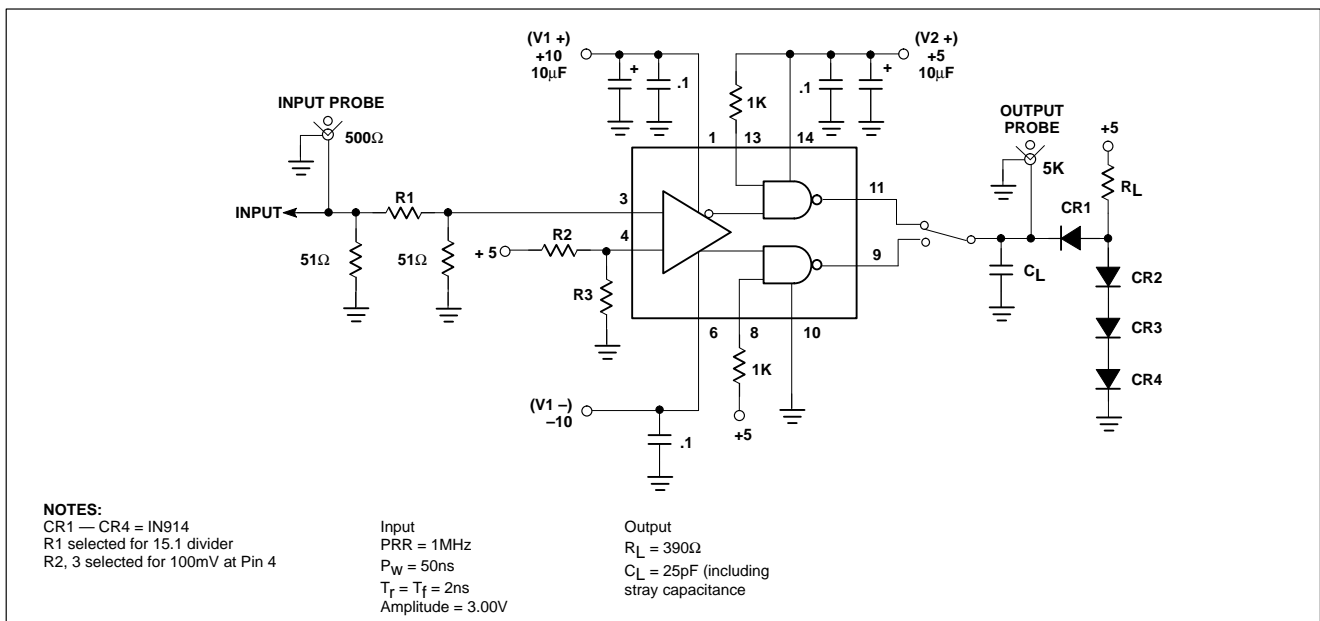 (V1 +)
+10
10µF
+
.1
(V2 +)
+5
10µF
+
.1
1K
INPUT PROBE
500Ω
OUTPUT
PROBE
5K
+5
RL
1
13
14
INPUT
R1
3
11
CR1
51Ω
51Ω
+ 5
R2
4
9
R3
CL
CR2
CR3
CR4
6
8
10
1K
+5
(V1 –)
–10
.1
NOTES:
CR1 — CR4 = IN914
R1 selected for 15.1 divider
R2, 3 selected for 100mV at Pin 4
Input
PRR = 1MHz
PW = 50ns
Tr = Tf = 2ns
Amplitude = 3.00V
Output
RL = 390Ω
CL = 25pF (including
stray capacitance